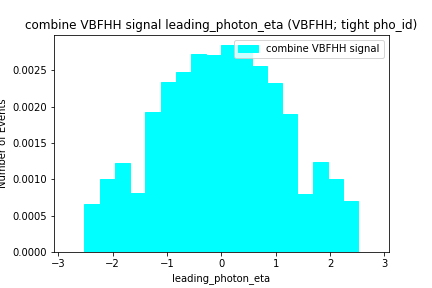 combine VBFHH signal leading_photon_eta (VBFHH; tight pho_id)
combine VBFHH signal
Number of Events
0.0025
0.0020
0.0015
0.0010
0.0005
0.0000
−3 −2 −1 0 1 2 3
leading_photon_eta